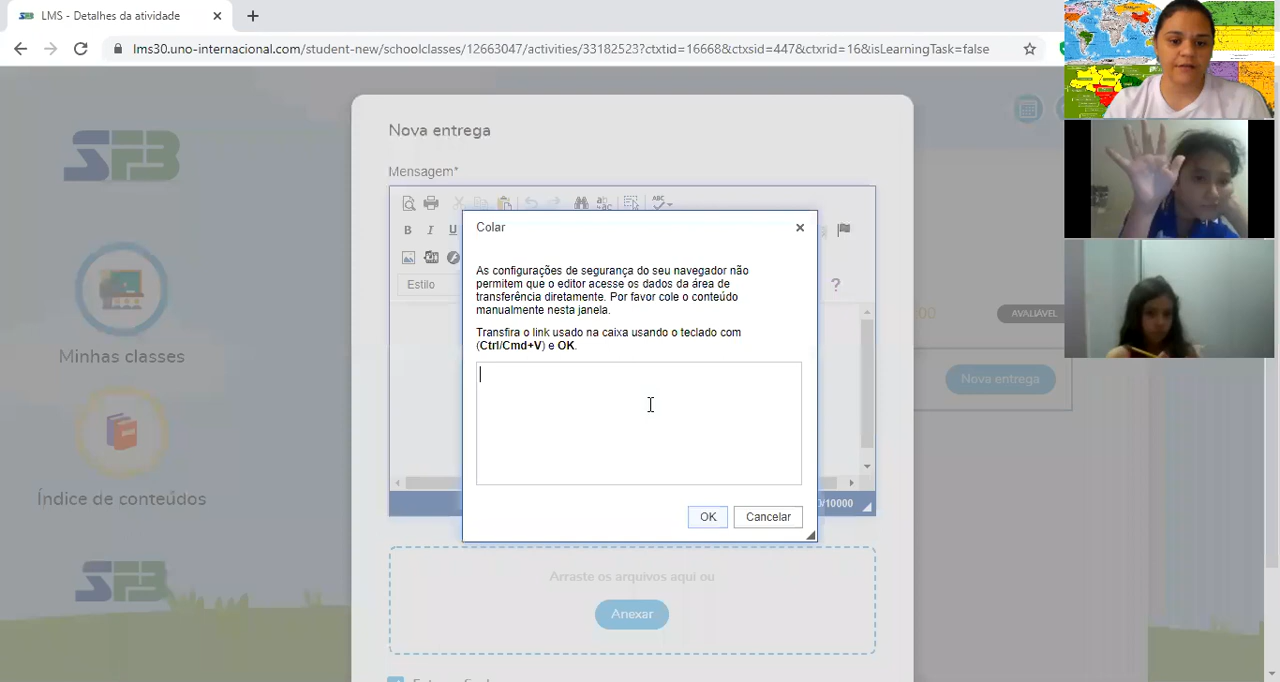 LMS - Detalhes da atividade
lms30.uno-internacional.com/student-new/schoolclasses/12663047/activities/33182523?ctxtid=16668&ctxsid=447&ctxrid=16&isLearningTask=false
SFB
Minhas classes
Índice de conteúdos
SFB
Nova entrega
Mensagem*
ABC
B I U
Estilo
?
Colar
As configurações de segurança do seu navegador não
permitem que o editor acesse os dados da área de
transferência diretamente. Por favor cole o conteúdo
manualmente nesta janela.
Transfira o link usado na caixa usando o teclado com
(Ctrl/Cmd+V) e OK.
OK
Cancelar
/10000
Arraste os arquivos aqui ou
Anexar
:00
AVALIÁVEL
Nova entrega